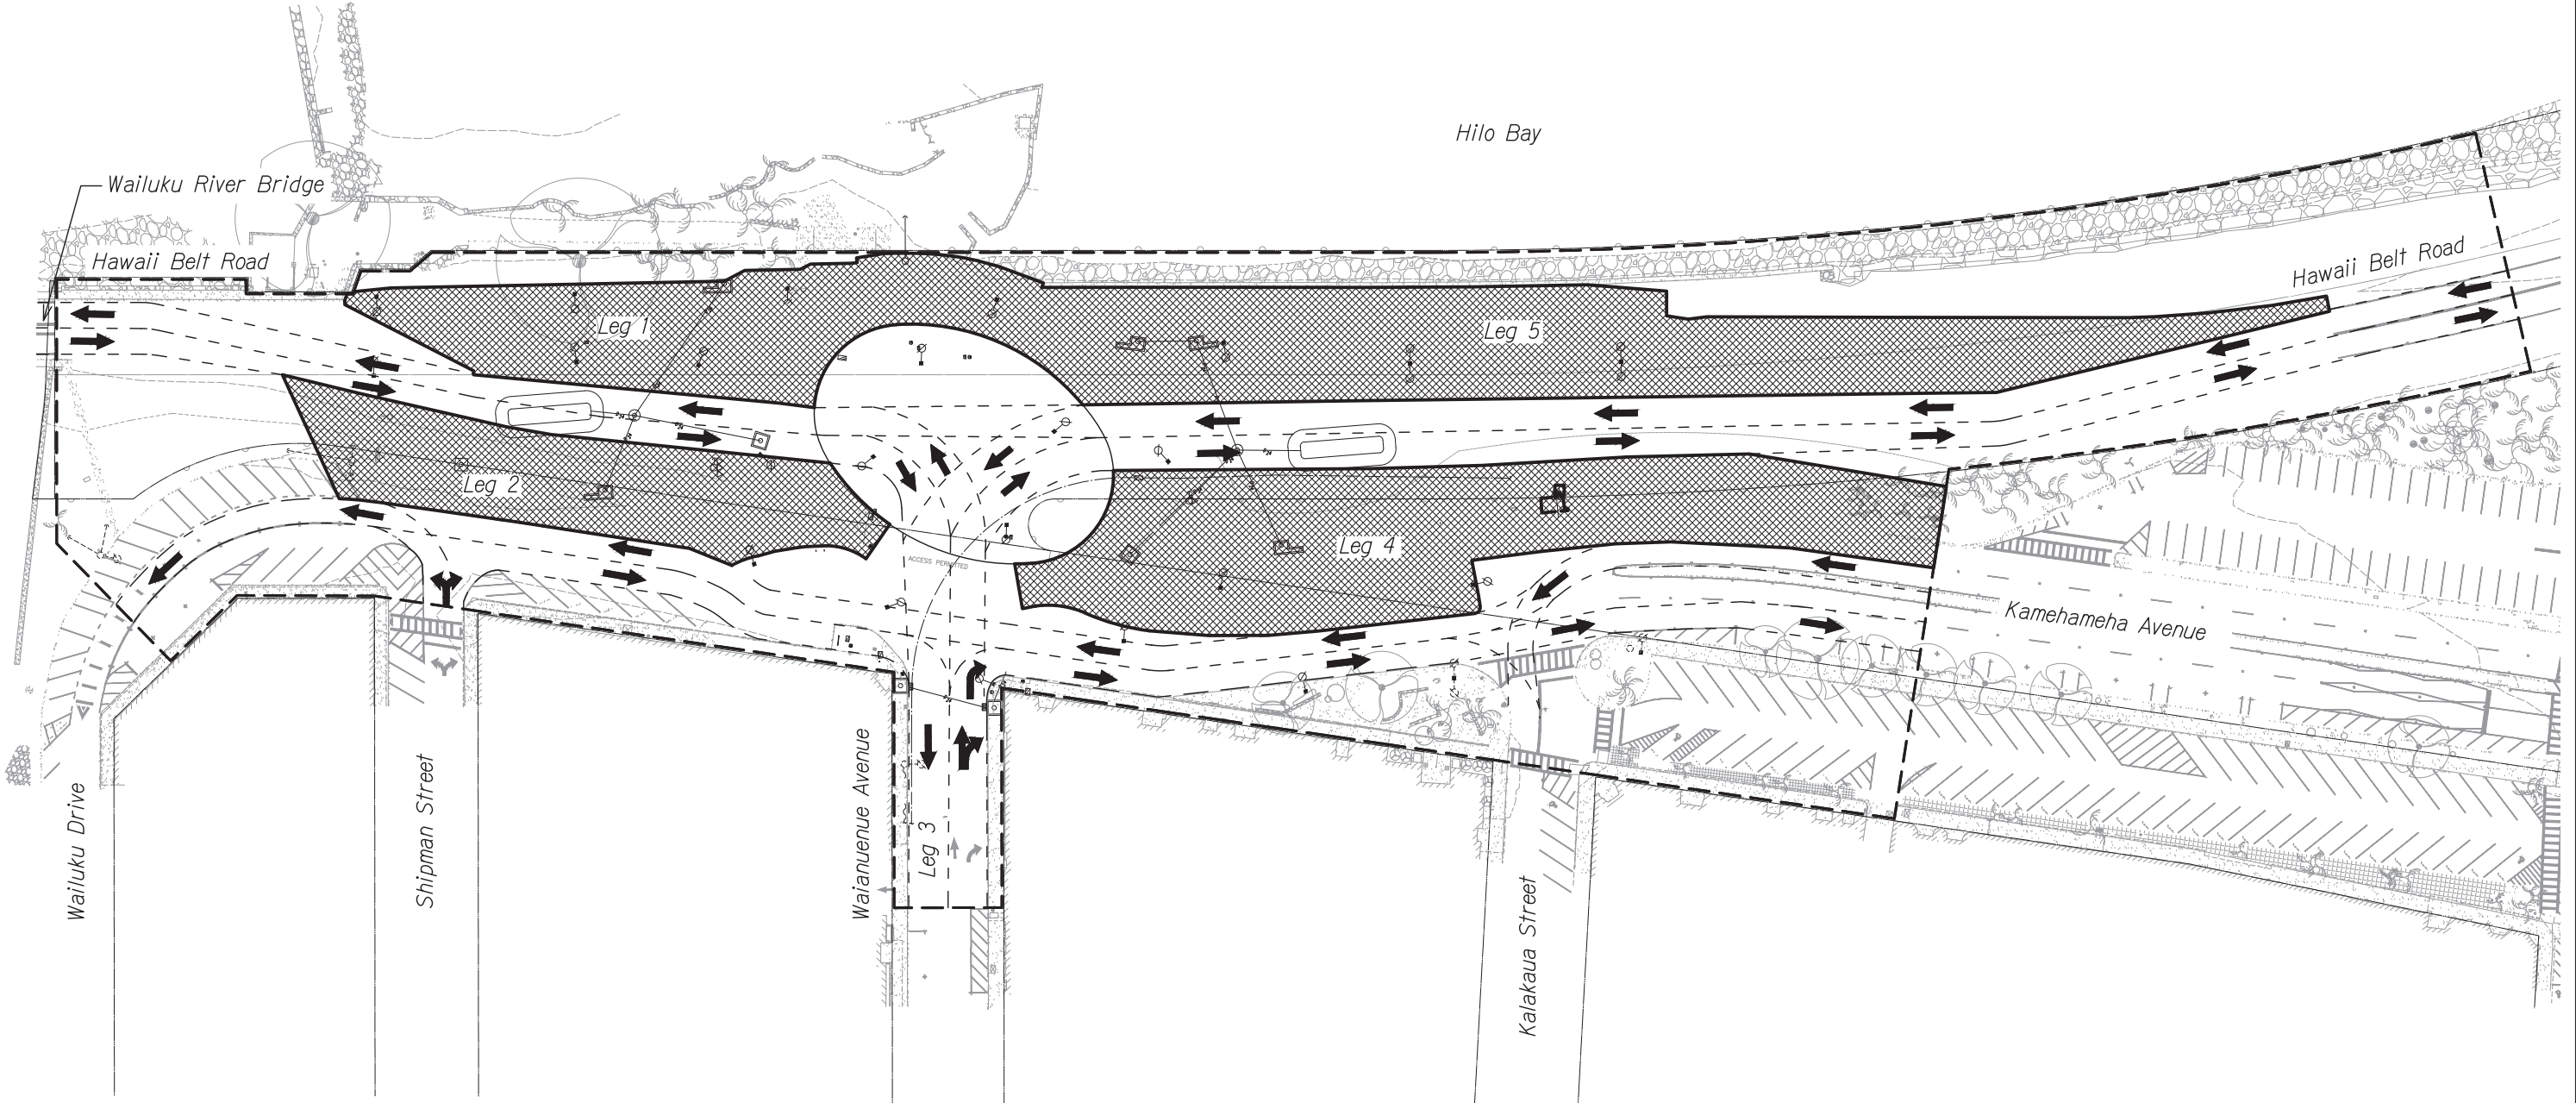 Hilo Bay
Wailuku River Bridge
Hawaii Belt Road
Hawaii Belt Road
Leg 1
Leg 5
Leg 2
Leg 4
ACCESS PERMITTED
Kamehameha Avenue
Wailuku Drive
Shipman Street
Waianuenue Avenue
Leg 3
Kalakaua Street